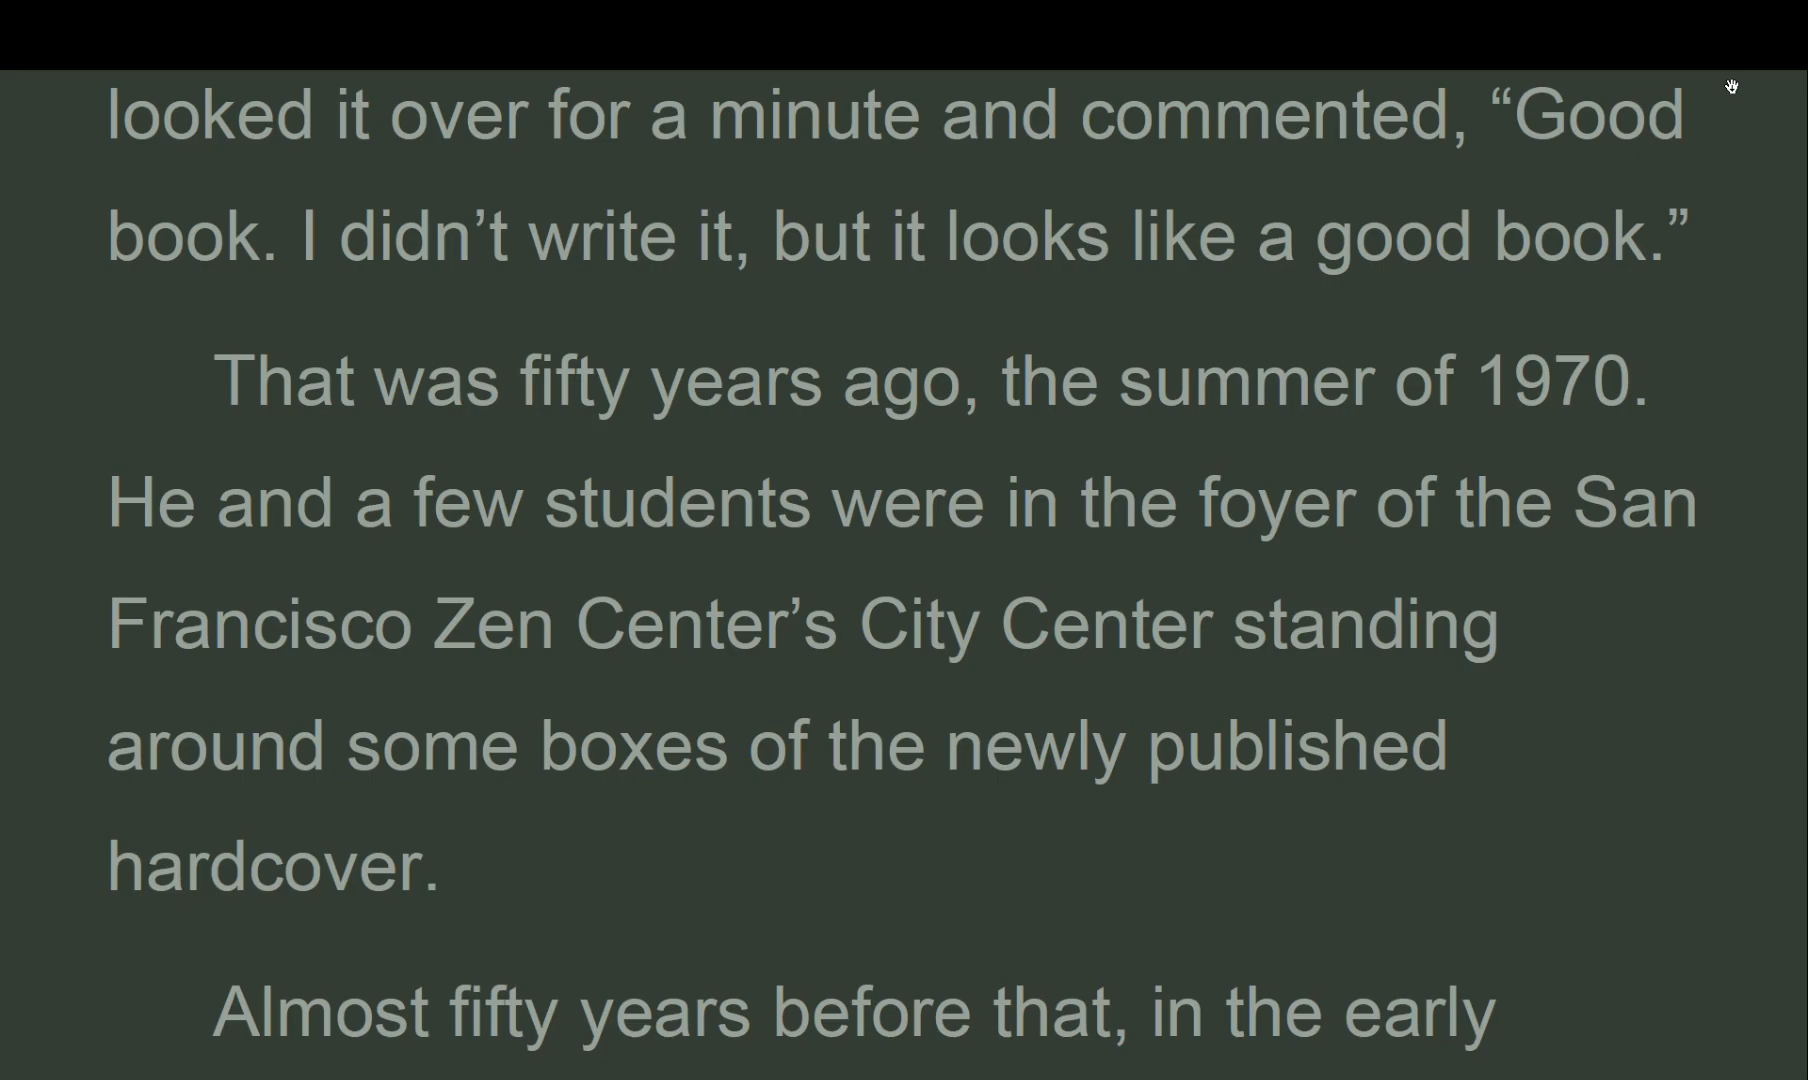 looked it over for a minute and commented, “Good
book. I didn’t write it, but it looks like a good book.”
That was fifty years ago, the summer of 1970.
He and a few students were in the foyer of the San
Francisco Zen Center’s City Center standing
around some boxes of the newly published
hardcover.
Almost fifty years before that, in the early